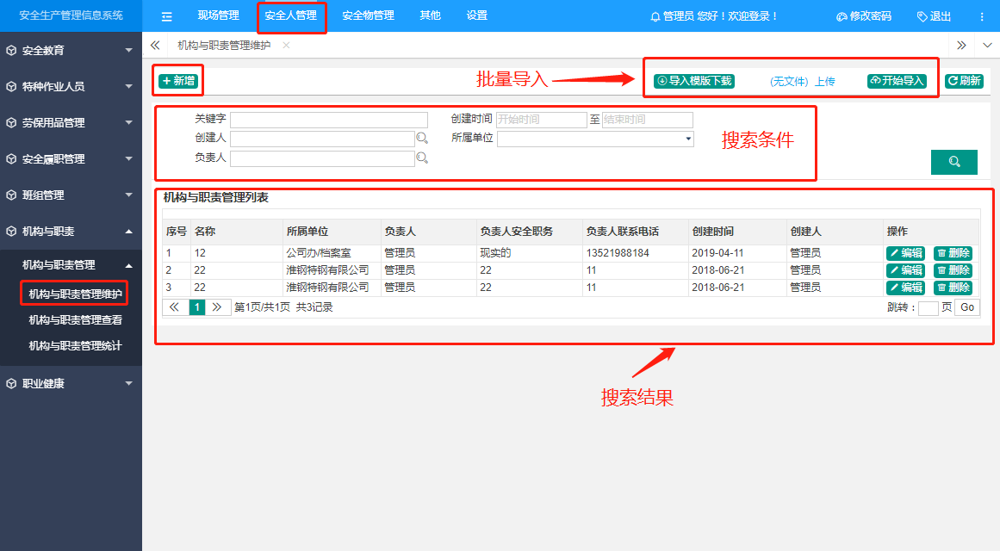 安全生产管理信息系统 现场管理 安全人管理 安全物管理 其他 设置 管理员 您好！欢迎登录！ 修改密码 退出
机构与职责管理维护
安全教育
特种作业人员
劳保用品管理
安全履职管理
班组管理
机构与职责
机构与职责管理
机构与职责管理维护
机构与职责管理查看
机构与职责管理统计
职业健康
新增 批量导入 导入模版下载 (无文件) 上传 开始导入 刷新
关键字 创建时间 开始时间 至 结束时间
创建人 所属单位
负责人
搜索条件
机构与职责管理列表
序号 名称 所属单位 负责人 负责人安全职务 负责人联系电话 创建时间 创建人 操作
1 12 公司办/档案室 管理员 现实的 13521988184 2019-04-11 管理员 编辑 删除
2 22 淮钢特钢有限公司 管理员 22 11 2018-06-21 管理员 编辑 删除
3 22 淮钢特钢有限公司 管理员 22 11 2018-06-21 管理员 编辑 删除
1 第1页/共1页 共3记录 跳转： 页 Go
搜索结果